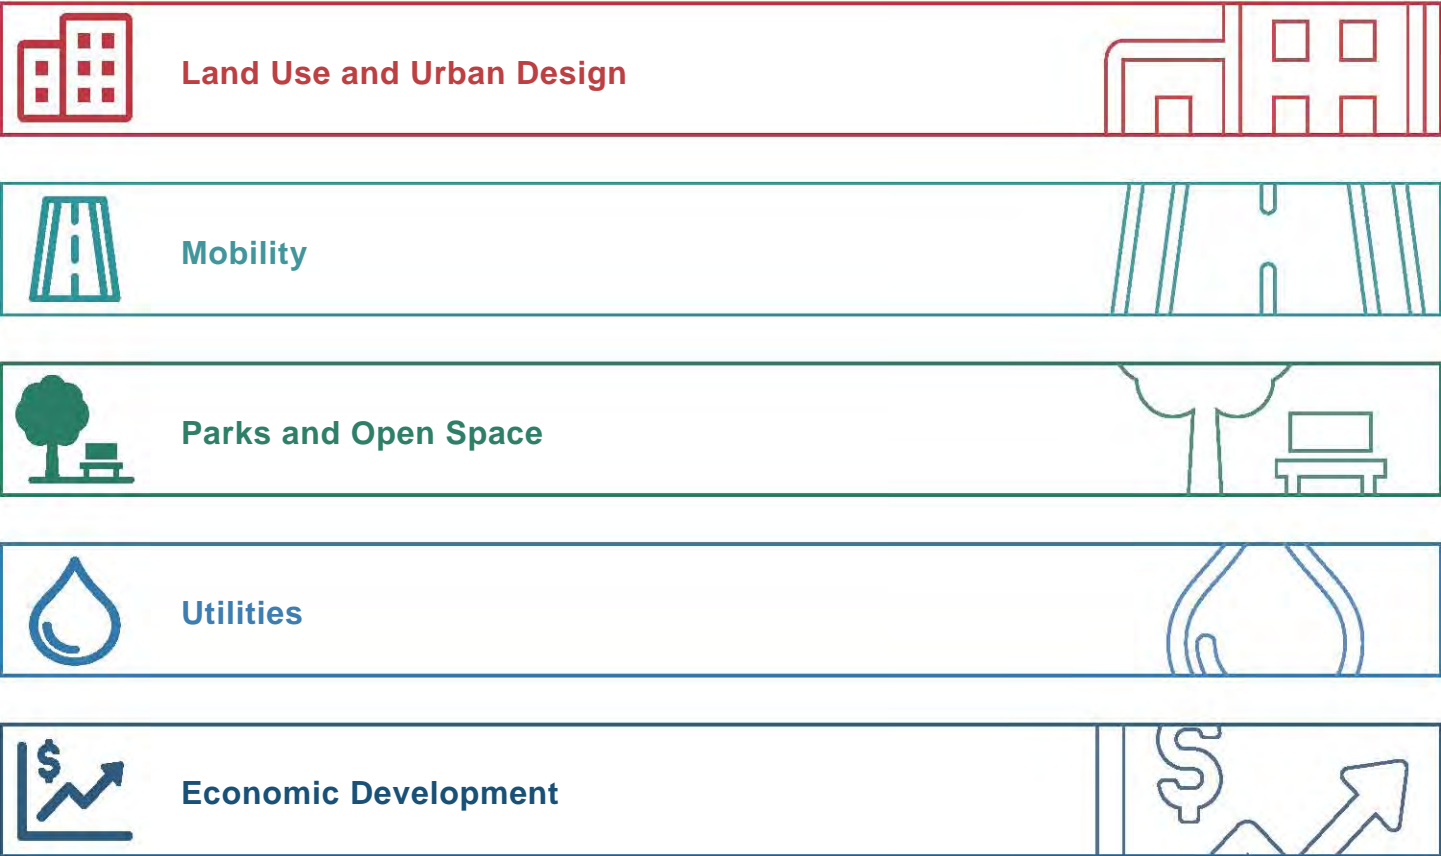 Land Use and Urban Design
Mobility
Parks and Open Space
Utilities
$
Economic Development
$